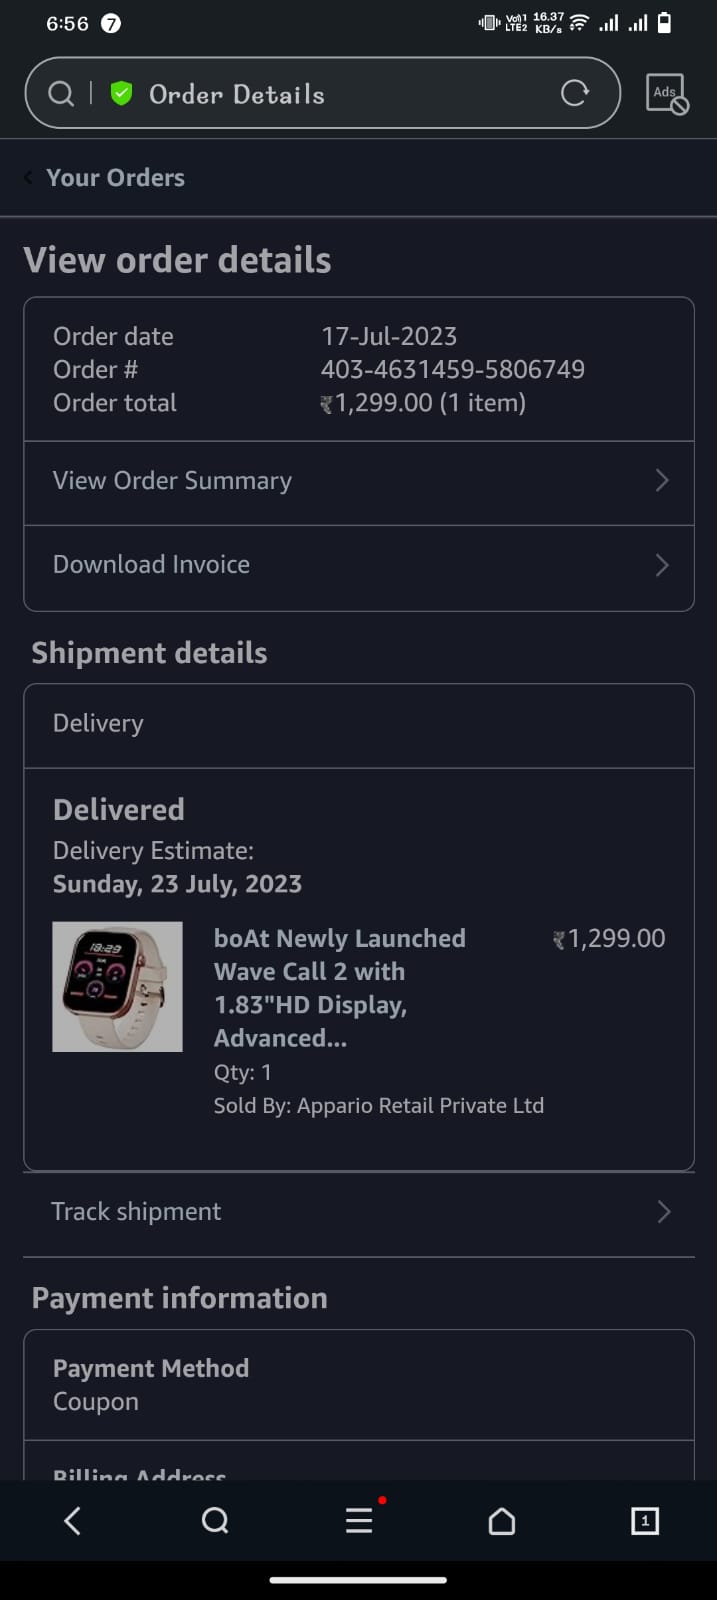 6:56 7 Vo)) 1 LTE2 16.37 KB/s
Order Details Ads
Your Orders
View order details
Order date 17-Jul-2023
Order # 403-4631459-5806749
Order total ₹1,299.00 (1 item)
View Order Summary
Download Invoice
Shipment details
Delivery
Delivered
Delivery Estimate:
Sunday, 23 July, 2023
18:29
boAt Newly Launched ₹1,299.00
Wave Call 2 with
1.83"HD Display,
Advanced...
Qty: 1
Sold By: Appario Retail Private Ltd
Track shipment
Payment information
Payment Method
Coupon
Billing Address
1